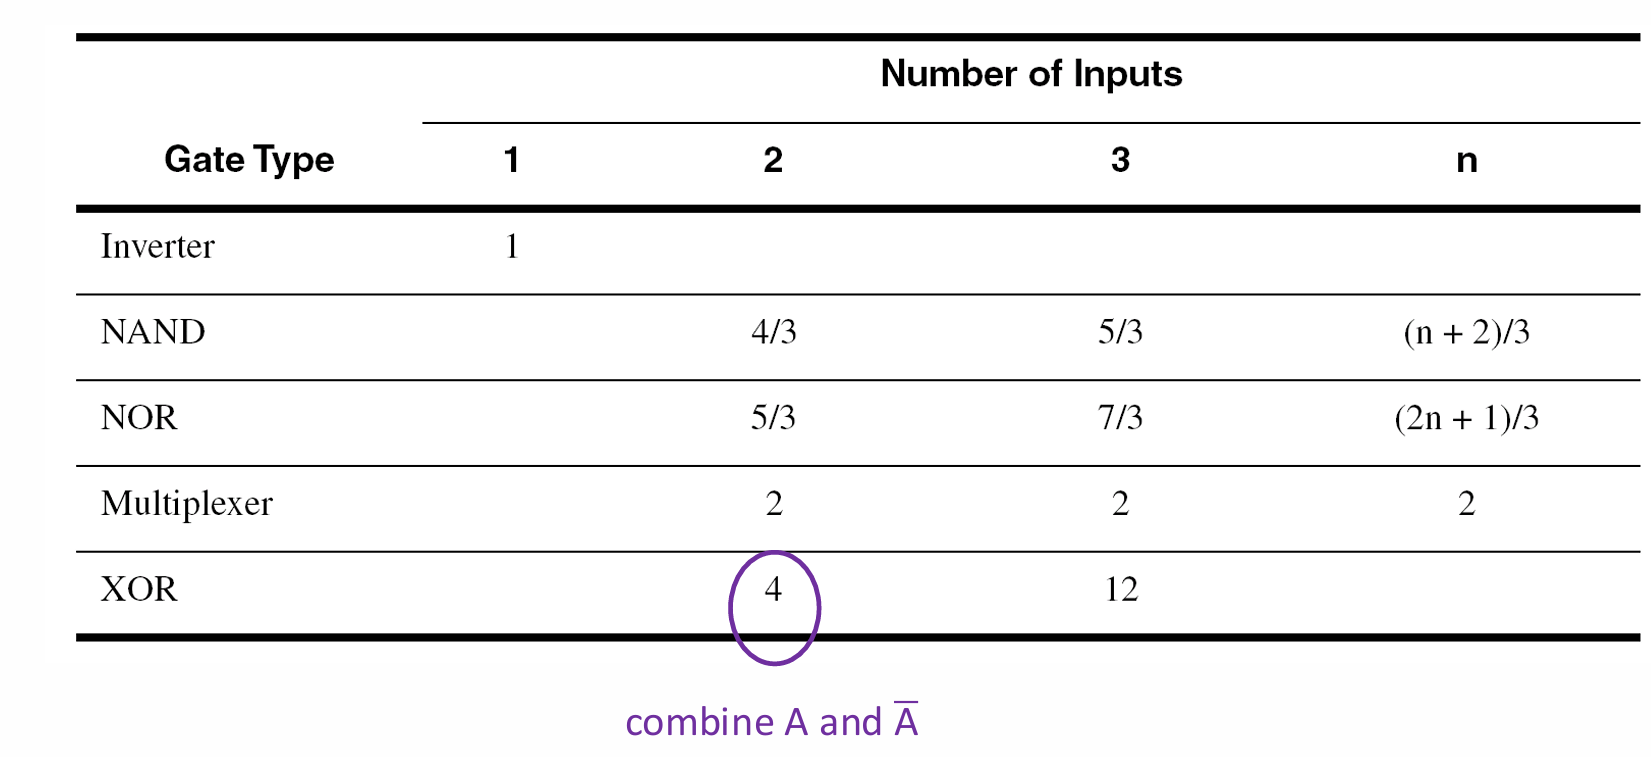 Number of Inputs
Gate Type 1 2 3 n
Inverter 1
NAND 4/3 5/3 (n + 2)/3
NOR 5/3 7/3 (2n + 1)/3
Multiplexer 2 2 2
XOR 4 12
combine A and A̅